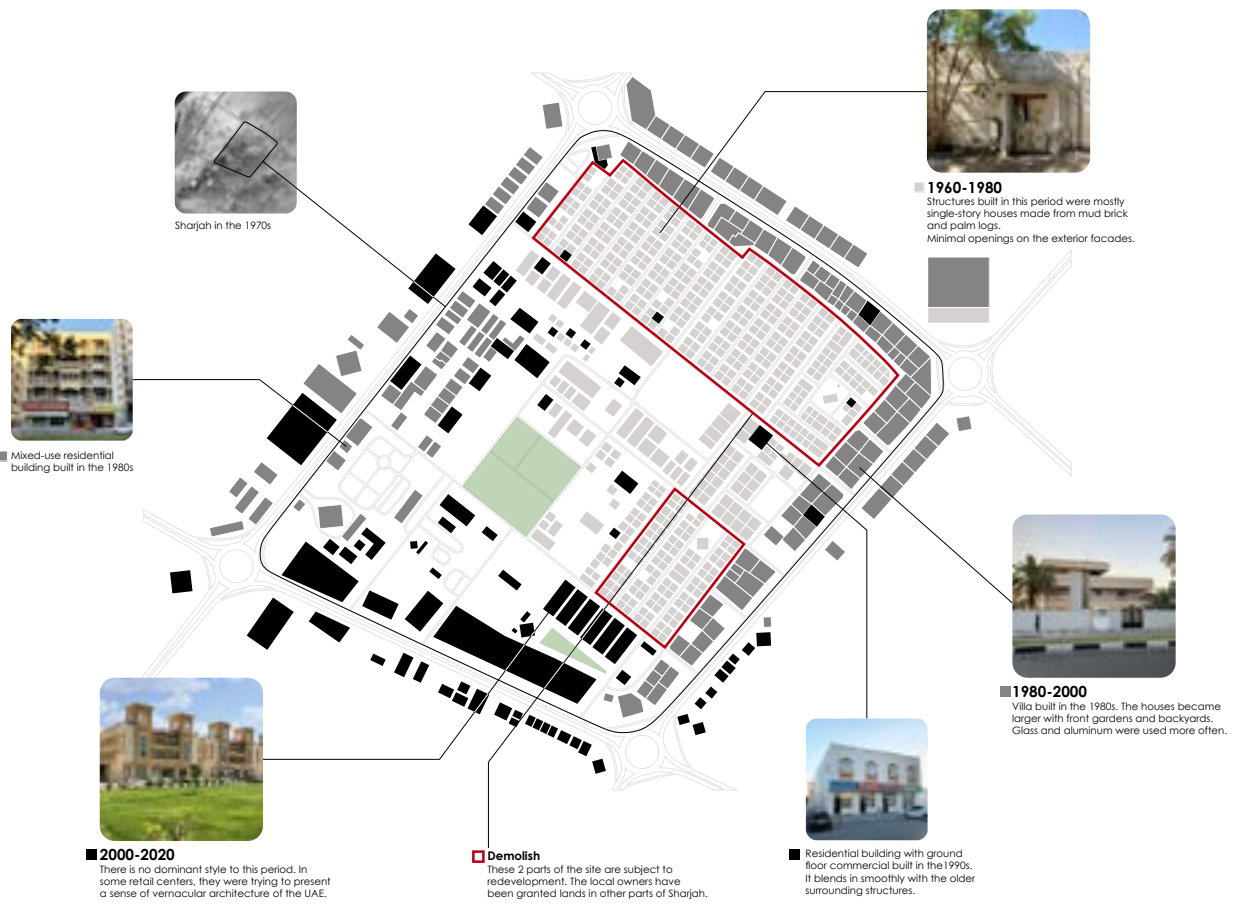 1960-1980
Structures built in this period were mostly
single-story houses made from mud brick
and palm logs.
Minimal openings on the exterior facades.
Sharjah in the 1970s
Mixed-use residential
building built in the 1980s
1980-2000
Villa built in the 1980s. The houses became
larger with front gardens and backyards.
Glass and aluminum were used more often.
2000-2020
There is no dominant style to this period. In
some retail centers, they were trying to present
a sense of vernacular architecture of the UAE.
Demolish
These 2 parts of the site are subject to
redevelopment. The local owners have
been granted lands in other parts of Sharjah.
Residential building with ground
floor commercial built in the1990s.
It blends in smoothly with the older
surrounding structures.